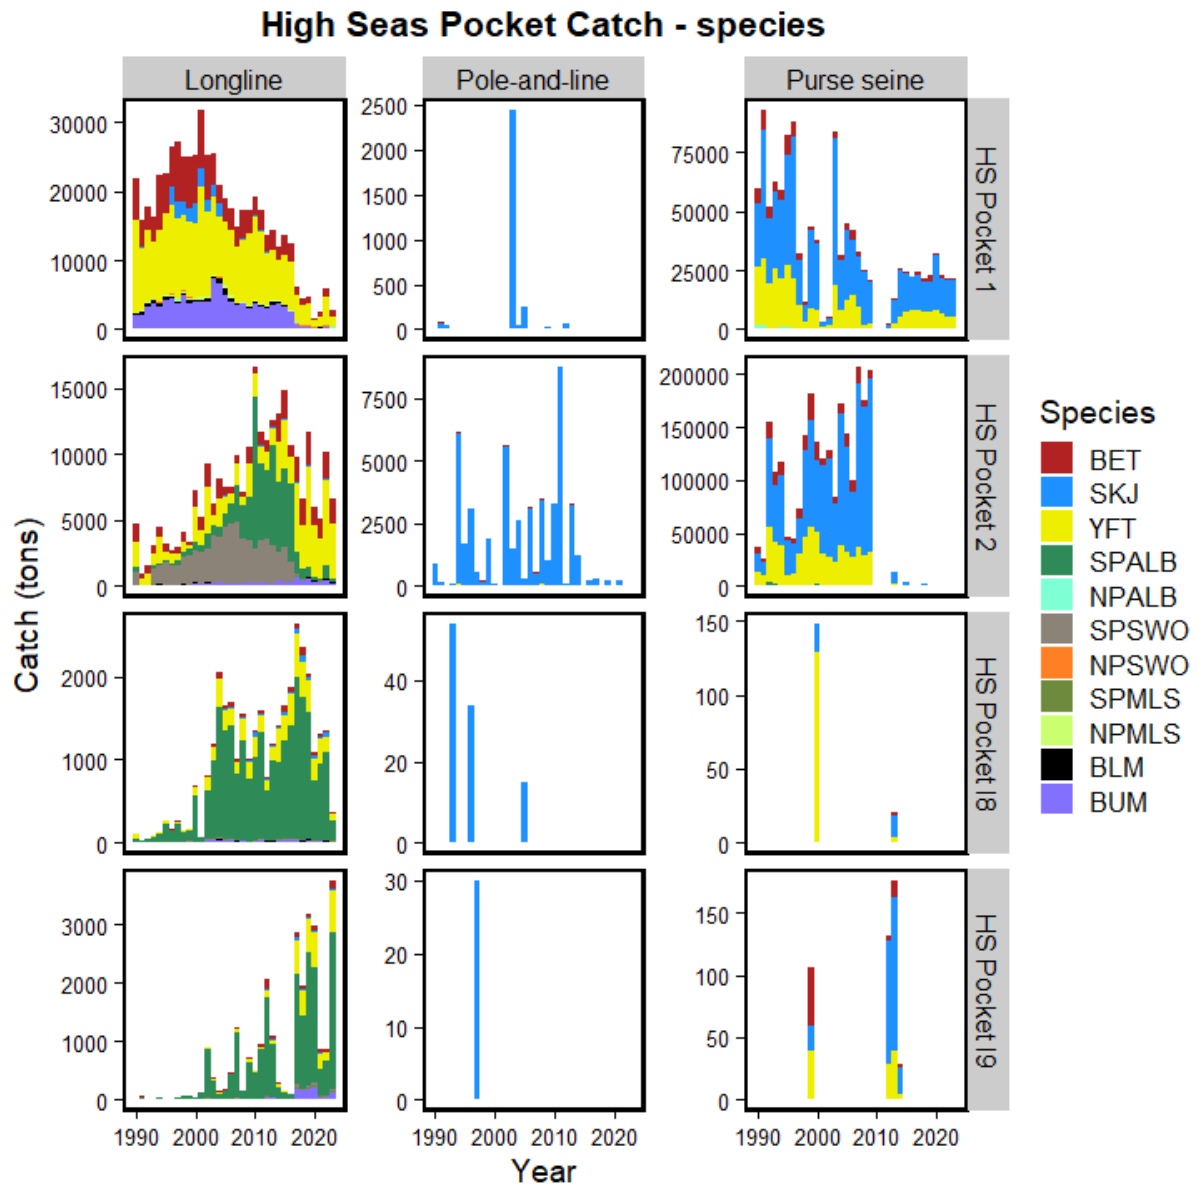 High Seas Pocket Catch - species
Longline
Pole-and-line
Purse seine
30000
20000
10000
0
2500
2000
1500
1000
500
0
75000
50000
25000
0
HS Pocket 1
15000
10000
5000
0
7500
5000
2500
0
200000
150000
100000
50000
0
HS Pocket 2
2000
1000
0
40
20
0
150
100
50
0
HS Pocket I8
3000
2000
1000
0
30
20
10
0
150
100
50
0
HS Pocket I9
1990 2000 2010 2020
1990 2000 2010 2020
1990 2000 2010 2020
Year
Catch (tons)
Species
BET
SKJ
YFT
SPALB
NPALB
SPSWO
NPSWO
SPMLS
NPMLS
BLM
BUM